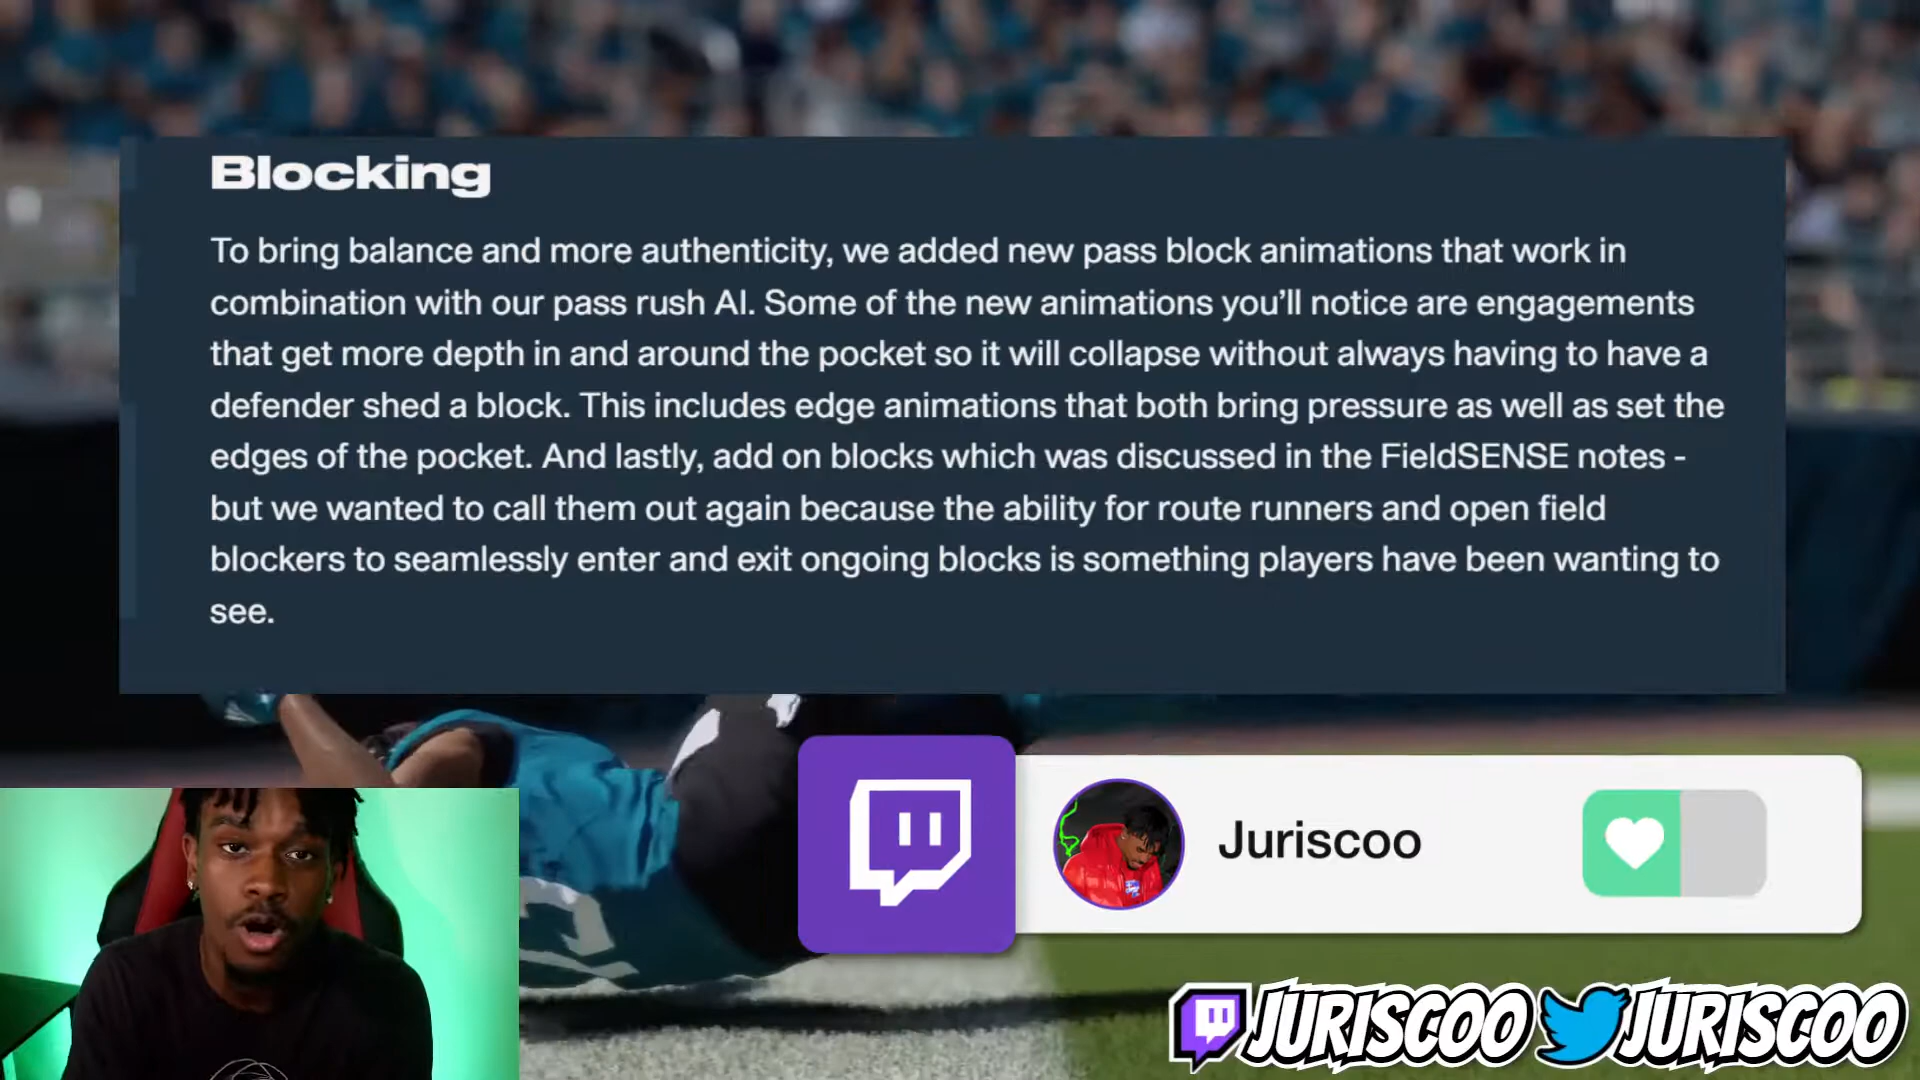 Blocking
To bring balance and more authenticity, we added new pass block animations that work in
combination with our pass rush AI. Some of the new animations you’ll notice are engagements
that get more depth in and around the pocket so it will collapse without always having to have a
defender shed a block. This includes edge animations that both bring pressure as well as set the
edges of the pocket. And lastly, add on blocks which was discussed in the FieldSENSE notes -
but we wanted to call them out again because the ability for route runners and open field
blockers to seamlessly enter and exit ongoing blocks is something players have been wanting to
see.
Juriscoo
JURISCOO JURISCOO